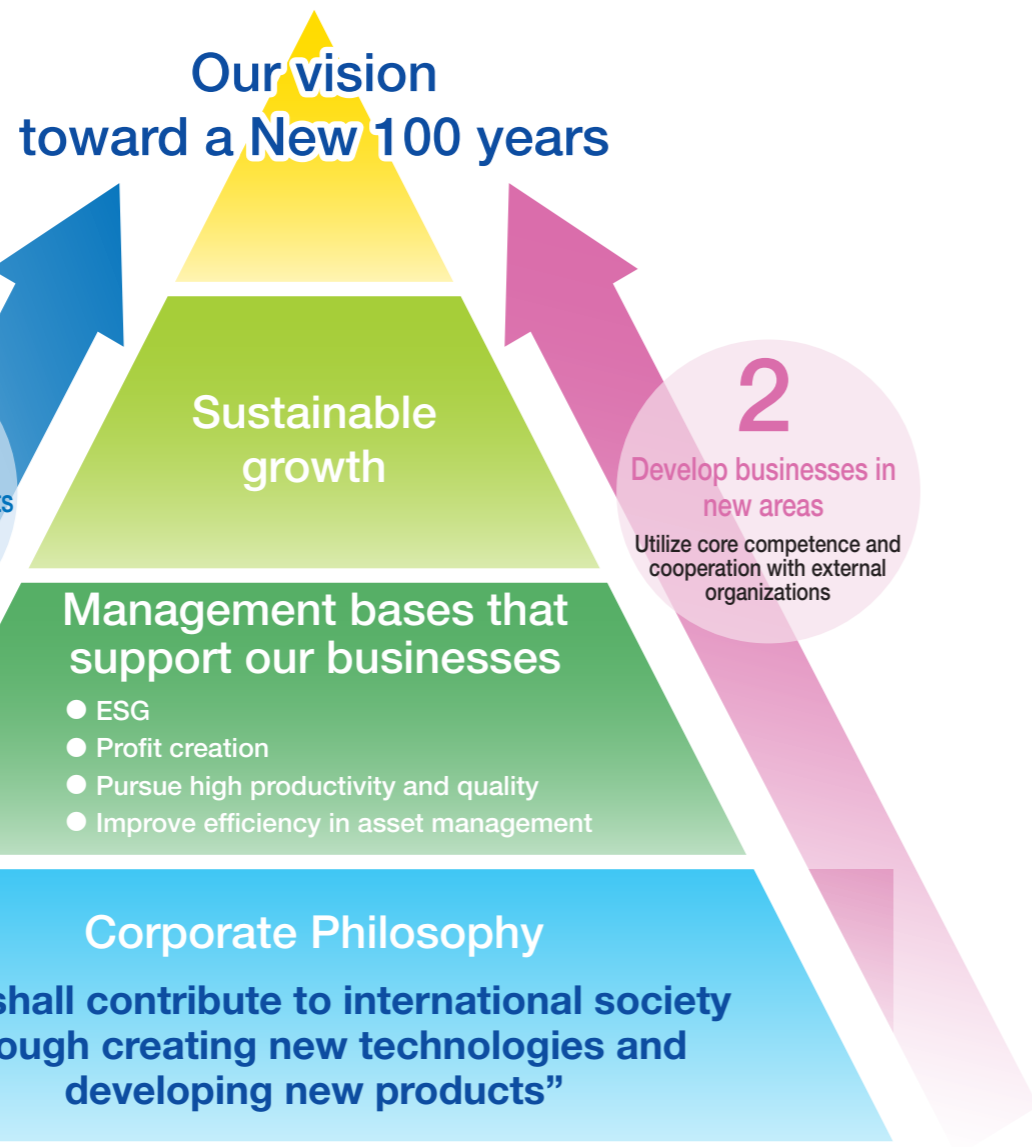 Our vision
toward a New 100 years
Sustainable
growth
2
Develop businesses in
new areas
Utilize core competence and
cooperation with external
organizations
Management bases that
support our businesses
● ESG
● Profit creation
● Pursue high productivity and quality
● Improve efficiency in asset management
Corporate Philosophy
shall contribute to international society
ough creating new technologies and
developing new products”